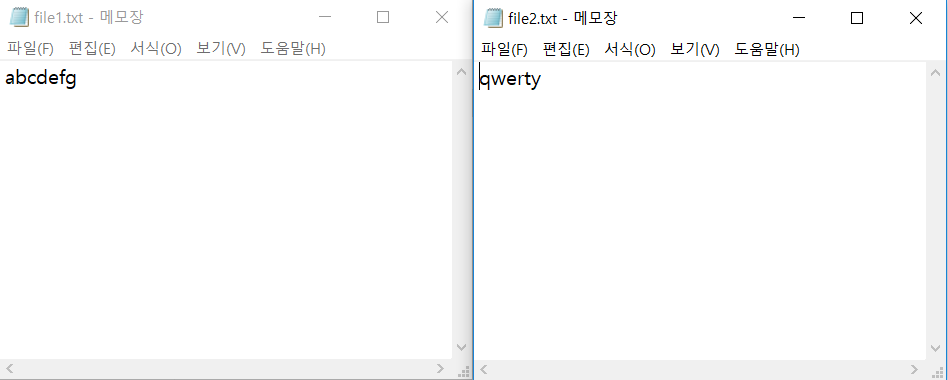 file1.txt - 메모장
파일(F) 편집(E) 서식(O) 보기(V) 도움말(H)
abcdefg
file2.txt - 메모장
파일(F) 편집(E) 서식(O) 보기(V) 도움말(H)
qwerty